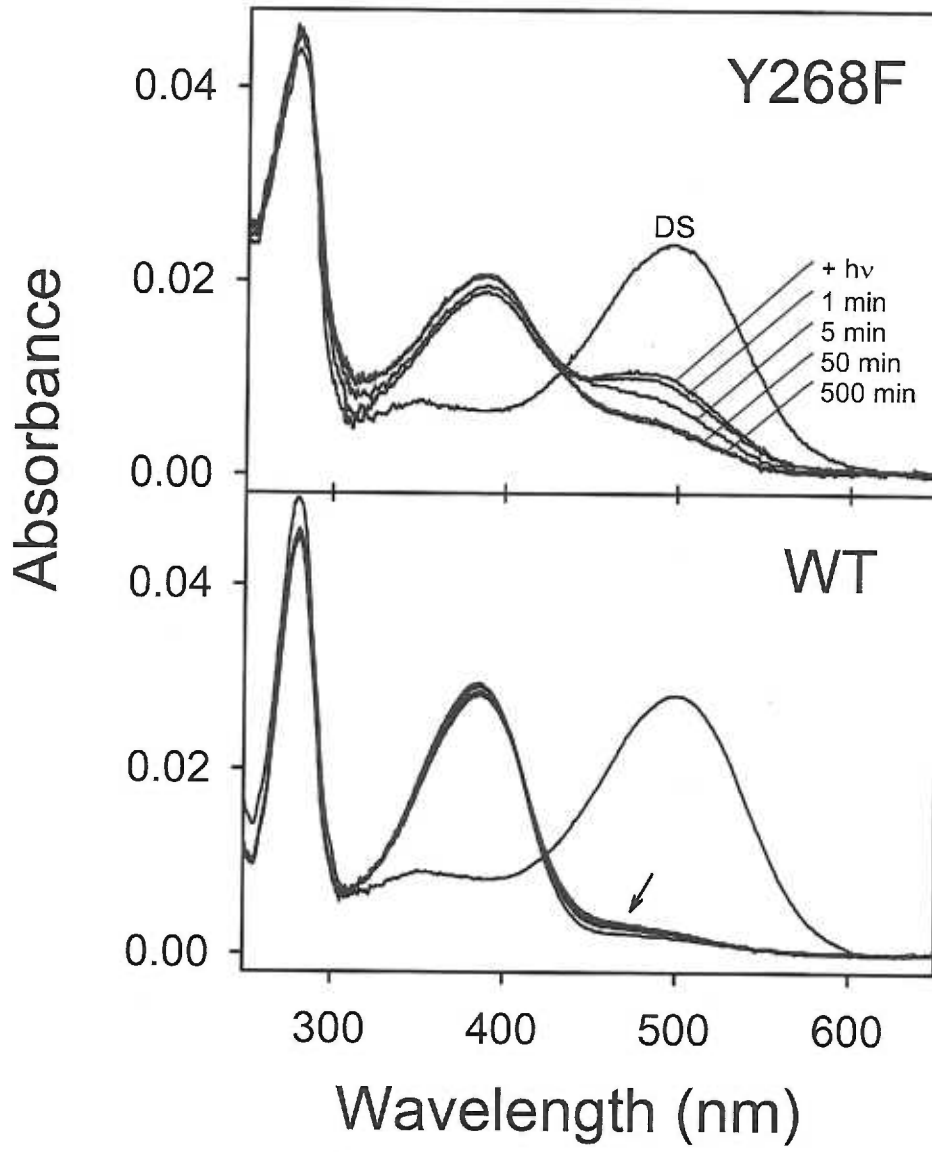 Y268F
0.04
DS
0.02
+ hν
1 min
5 min
50 min
500 min
0.00
Absorbance
WT
0.04
0.02
0.00
300 400 500 600
Wavelength (nm)